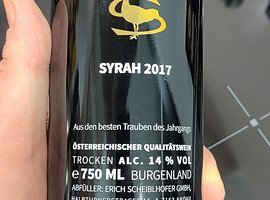 S
SYRAH 2017
Aus den besten Trauben des Jahrgangs
ÖSTERREICHISCHER QUALITÄTSWEIN
TROCKEN ALC. 14 % VOL
e 750 ML BURGENLAND
ABFÜLLER: ERICH SCHEIBLHOFER GMBH,